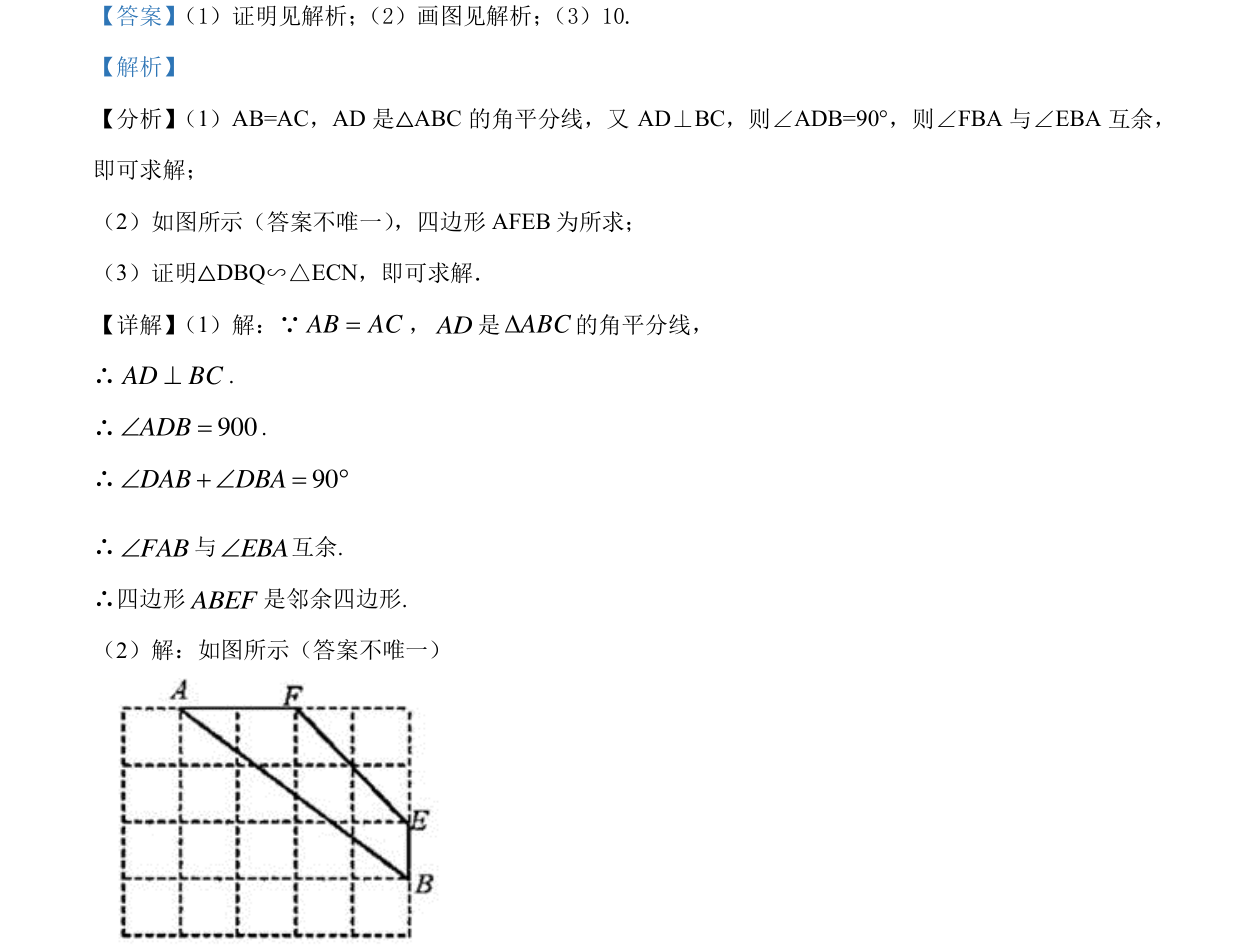 【答案】（1）证明见解析；（2）画图见解析；（3）10.
【解析】
【分析】（1）AB=AC，AD 是△ABC 的角平分线，又 AD⊥BC，则∠ADB=90°，则∠FBA 与∠EBA 互余，
即可求解；
（2）如图所示（答案不唯一），四边形 AFEB 为所求；
（3）证明△DBQ∽△ECN，即可求解．
【详解】（1）解：∵ AB = AC ，AD 是 ΔABC 的角平分线，
∴ AD ⊥ BC .
∴ ∠ADB = 900 .
∴ ∠DAB + ∠DBA = 90°
∴ ∠FAB 与 ∠EBA 互余.
∴四边形 ABEF 是邻余四边形.
（2）解：如图所示（答案不唯一）
A
F
E
B